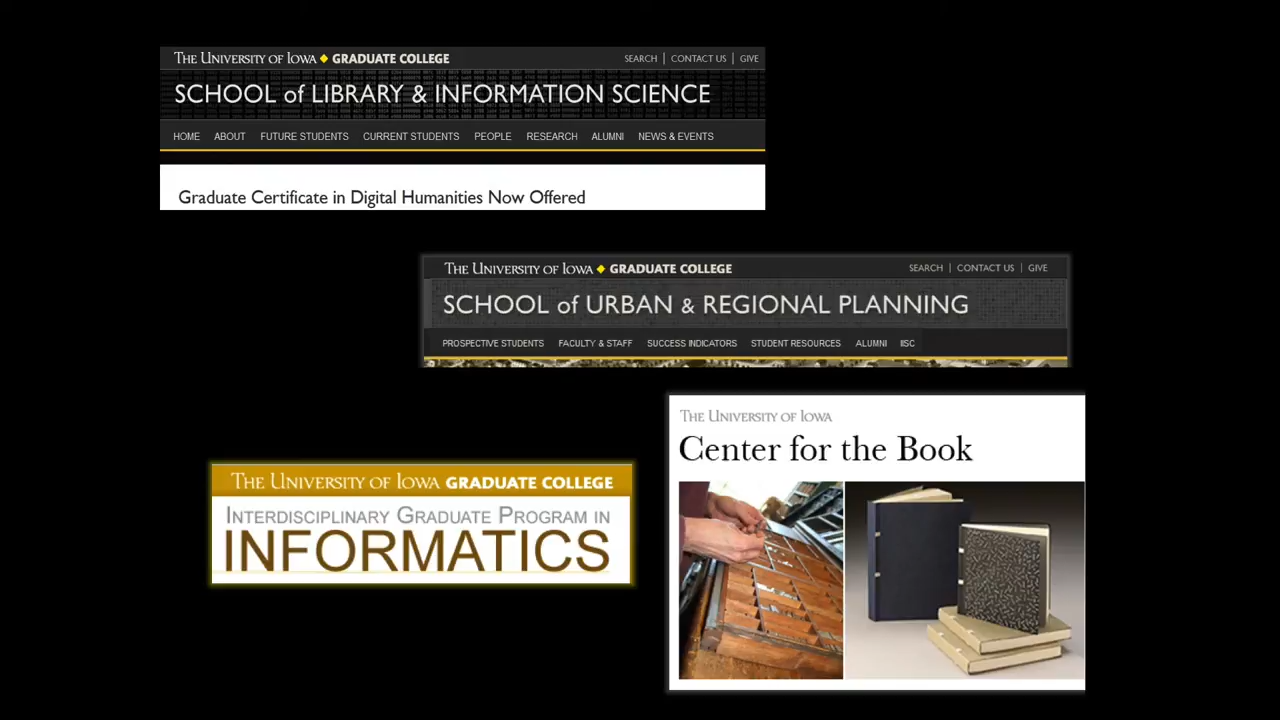 THE UNIVERSITY OF IOWA GRADUATE COLLEGE SEARCH | CONTACT US | GIVE
SCHOOL of LIBRARY & INFORMATION SCIENCE
HOME ABOUT FUTURE STUDENTS CURRENT STUDENTS PEOPLE RESEARCH ALUMNI NEWS & EVENTS
Graduate Certificate in Digital Humanities Now Offered
THE UNIVERSITY OF IOWA GRADUATE COLLEGE SEARCH | CONTACT US | GIVE
SCHOOL of URBAN & REGIONAL PLANNING
PROSPECTIVE STUDENTS FACULTY & STAFF SUCCESS INDICATORS STUDENT RESOURCES ALUMNI IISC
THE UNIVERSITY OF IOWA
Center for the Book
THE UNIVERSITY OF IOWA GRADUATE COLLEGE
INTERDISCIPLINARY GRADUATE PROGRAM IN
INFORMATICS